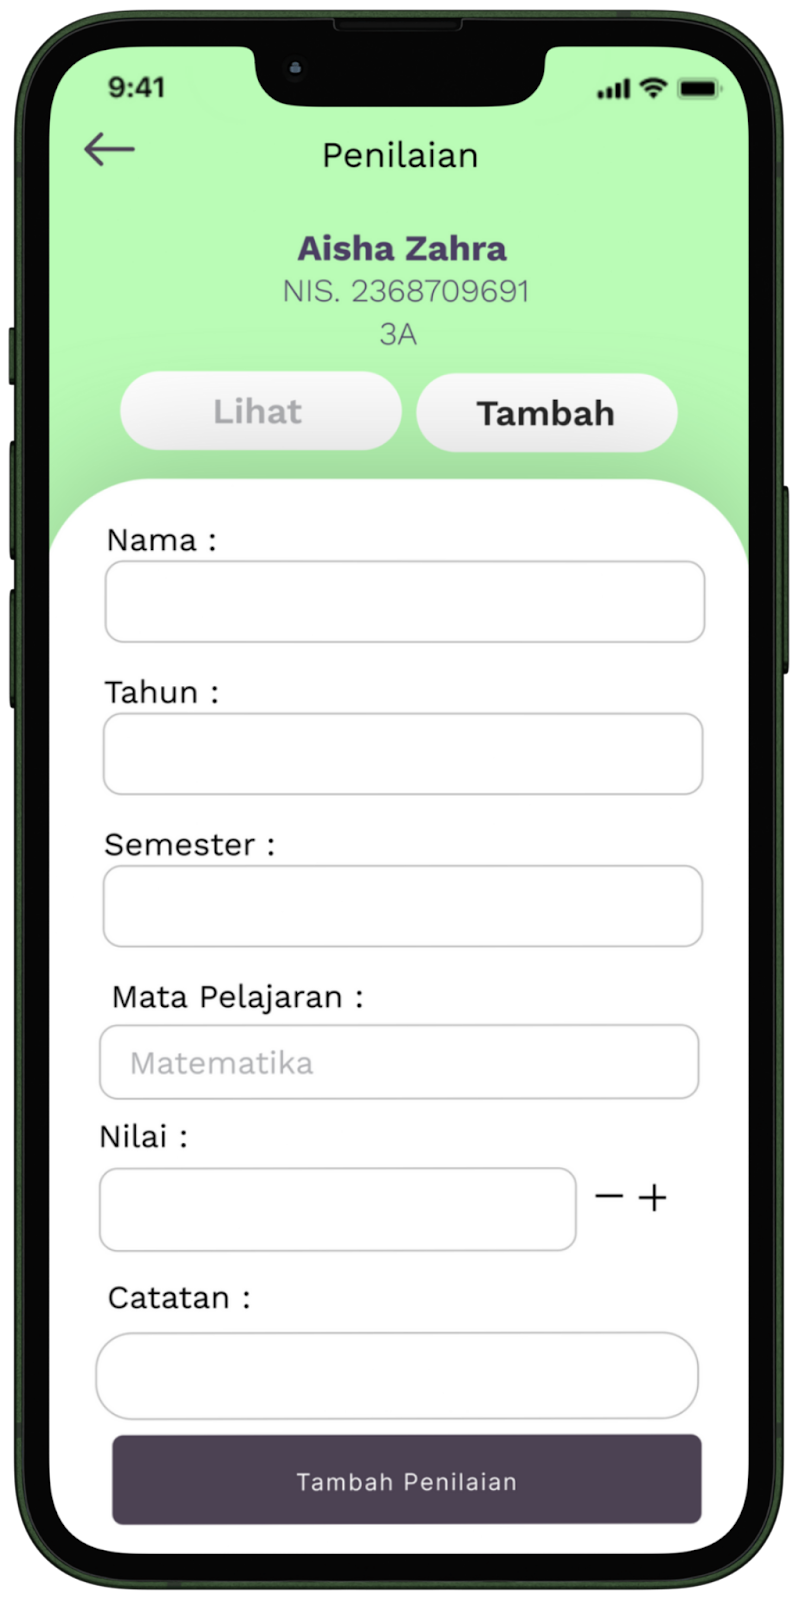 9:41
Penilaian
Aisha Zahra
NIS. 2368709691
3A
Lihat Tambah
Nama :
Tahun :
Semester :
Mata Pelajaran :
Matematika
Nilai :
Catatan :
Tambah Penilaian